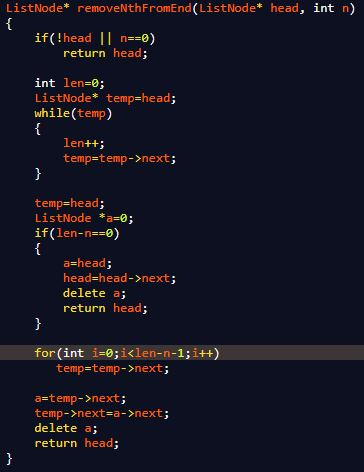 ListNode* removeNthFromEnd(ListNode* head, int n)
{
    if(!head || n==0)
        return head;

    int len=0;
    ListNode* temp=head;
    while(temp)
    {
        len++;
        temp=temp->next;
    }

    temp=head;
    ListNode *a=0;
    if(len-n==0)
    {
        a=head;
        head=head->next;
        delete a;
        return head;
    }

    for(int i=0;i<len-n-1;i++)
       temp=temp->next;

    a=temp->next;
    temp->next=a->next;
    delete a;
    return head;
}